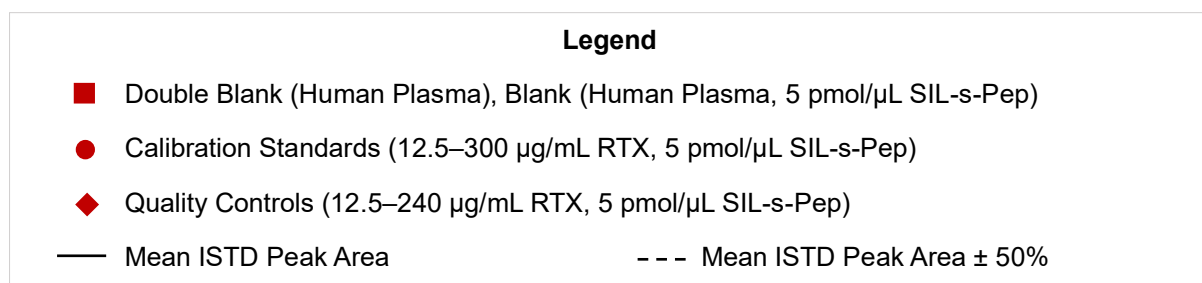 Legend
Double Blank (Human Plasma), Blank (Human Plasma, 5 pmol/µL SIL-s-Pep)
Calibration Standards (12.5–300 µg/mL RTX, 5 pmol/µL SIL-s-Pep)
Quality Controls (12.5–240 µg/mL RTX, 5 pmol/µL SIL-s-Pep)
Mean ISTD Peak Area Mean ISTD Peak Area ± 50%